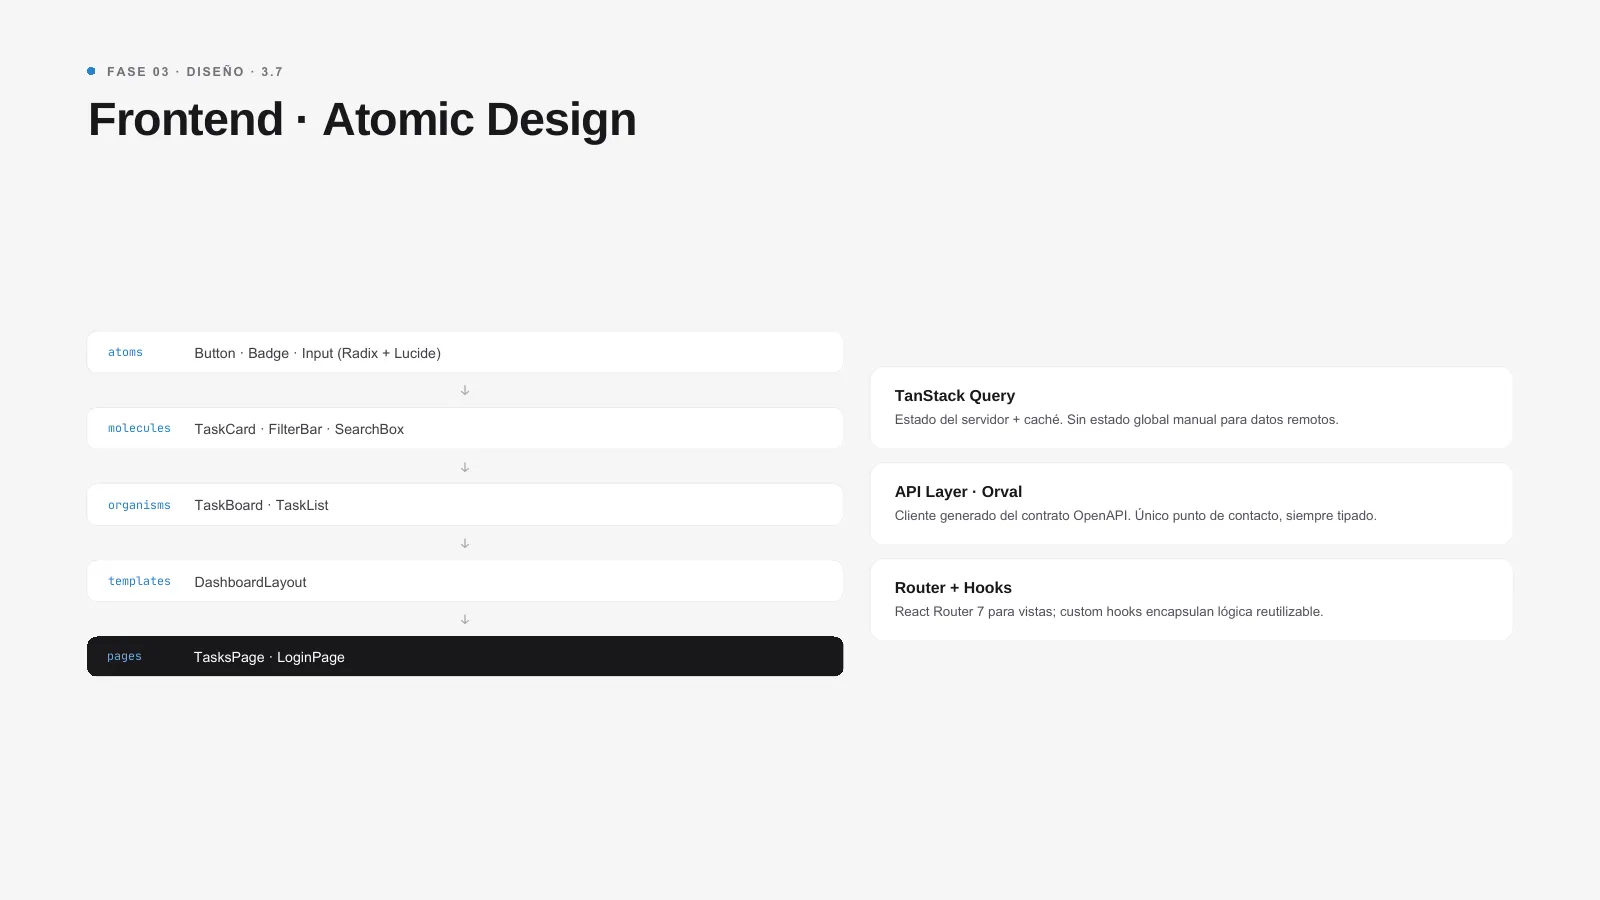 FASE 03 · DISEÑO · 3.7
Frontend · Atomic Design
atoms Button · Badge · Input (Radix + Lucide)
↓
molecules TaskCard · FilterBar · SearchBox
↓
organisms TaskBoard · TaskList
↓
templates DashboardLayout
↓
pages TasksPage · LoginPage
TanStack Query
Estado del servidor + caché. Sin estado global manual para datos remotos.
API Layer · Orval
Cliente generado del contrato OpenAPI. Único punto de contacto, siempre tipado.
Router + Hooks
React Router 7 para vistas; custom hooks encapsulan lógica reutilizable.